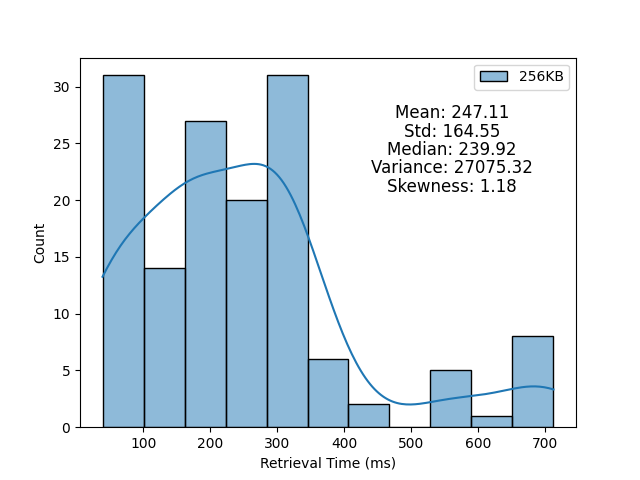 256KB
Mean: 247.11
Std: 164.55
Median: 239.92
Variance: 27075.32
Skewness: 1.18
Count
30
25
20
15
10
5
0
100 200 300 400 500 600 700
Retrieval Time (ms)